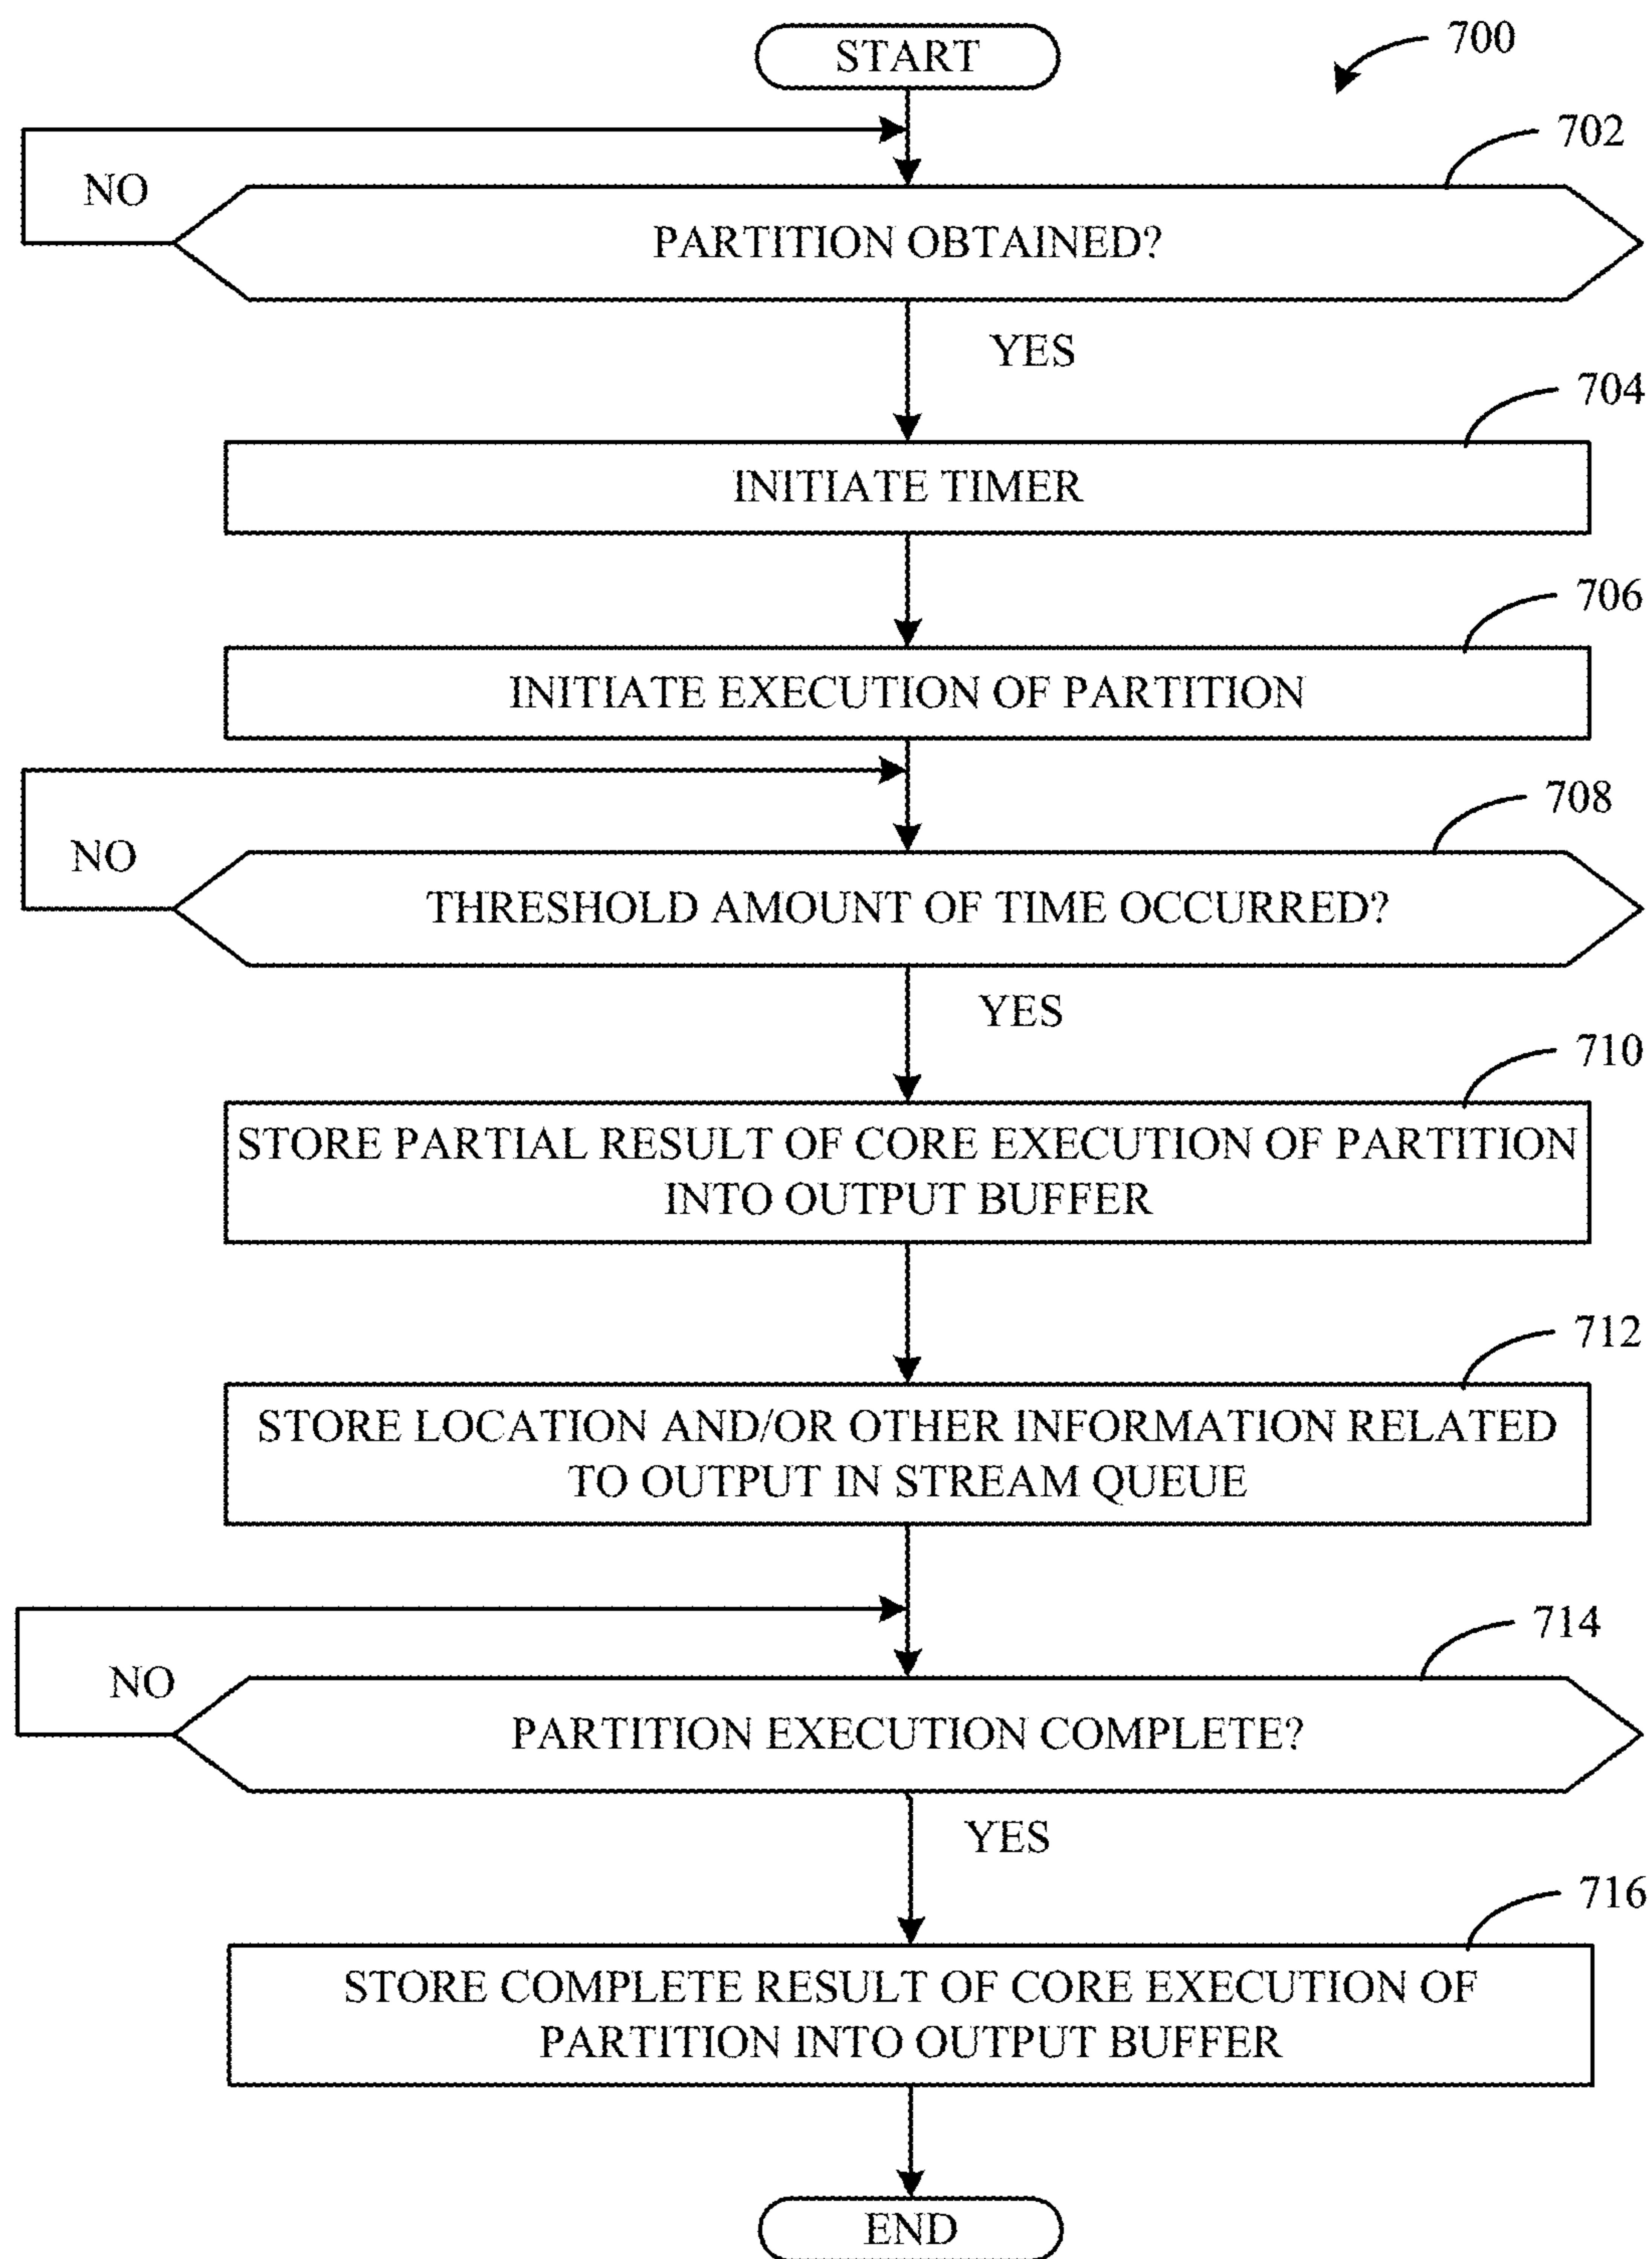 START
700
702
NO
PARTITION OBTAINED?
YES
704
INITIATE TIMER
706
INITIATE EXECUTION OF PARTITION
708
NO
THRESHOLD AMOUNT OF TIME OCCURRED?
YES
710
STORE PARTIAL RESULT OF CORE EXECUTION OF PARTITION
INTO OUTPUT BUFFER
712
STORE LOCATION AND/OR OTHER INFORMATION RELATED
TO OUTPUT IN STREAM QUEUE
714
NO
PARTITION EXECUTION COMPLETE?
YES
716
STORE COMPLETE RESULT OF CORE EXECUTION OF
PARTITION INTO OUTPUT BUFFER
END